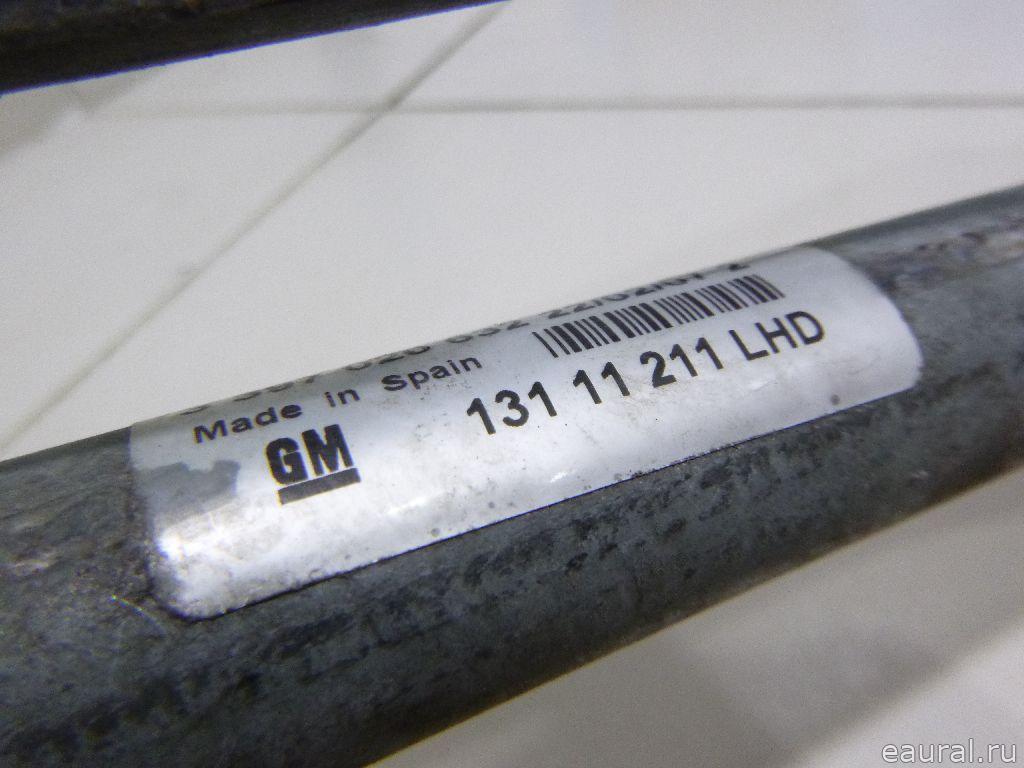 Made in Spain
GM
131 11 211 LHD
eaural.ru